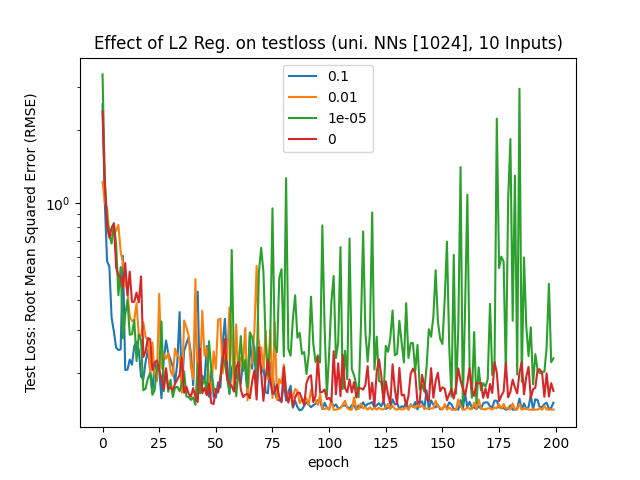 Effect of L2 Reg. on testloss (uni. NNs [1024], 10 Inputs)
Test Loss: Root Mean Squared Error (RMSE)
10⁰
0.1
0.01
1e-05
0
0 25 50 75 100 125 150 175 200
epoch